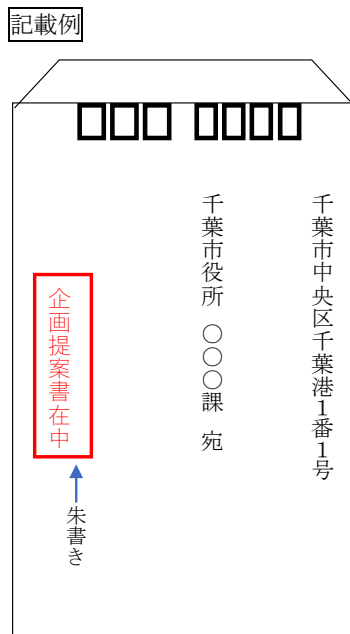 記載例
千葉市中央区千葉港1番1号
千葉市役所 〇〇〇課 宛
企画提案書在中
朱書き